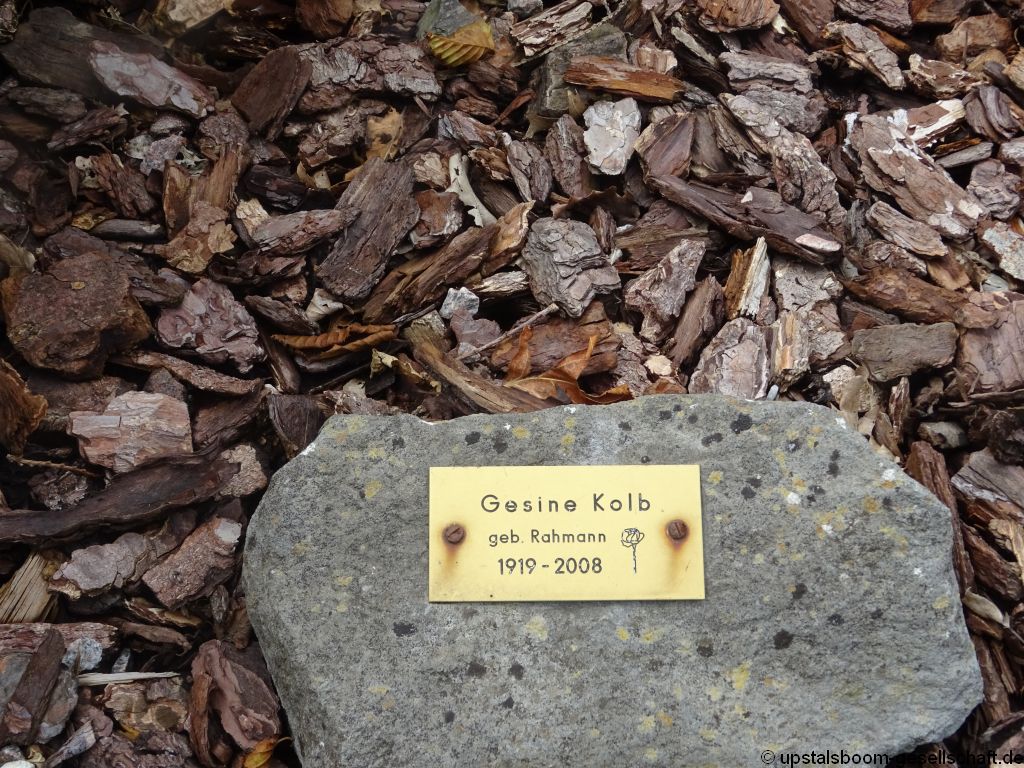 Gesine Kolb
geb. Rahmann
1919 - 2008
© upstalsboom-gesellschaft.de